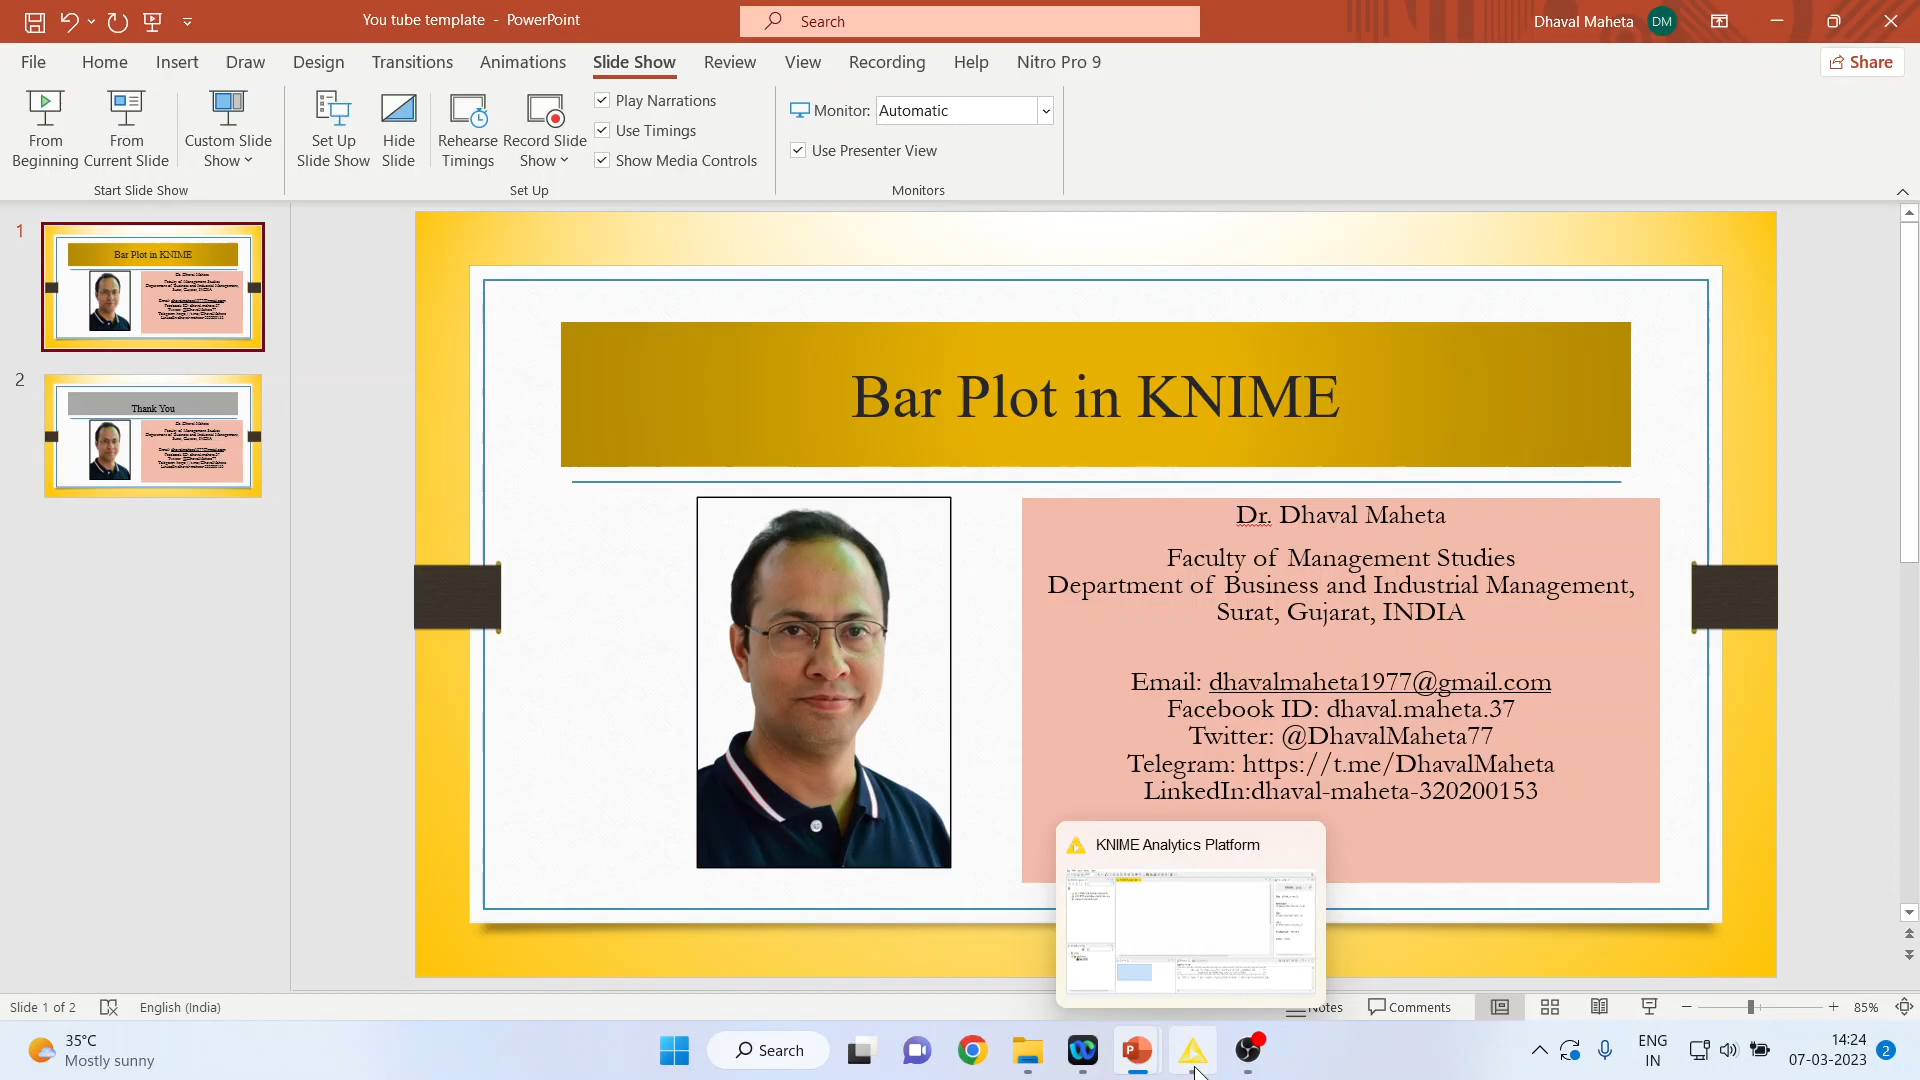 You tube template - PowerPoint
Search
Dhaval Maheta DM
File Home Insert Draw Design Transitions Animations Slide Show Review View Recording Help Nitro Pro 9
Share
From Beginning
From Current Slide
Custom Slide Show
Set Up Slide Show
Hide Slide
Rehearse Timings
Record Slide Show
Play Narrations
Use Timings
Show Media Controls
Monitor: Automatic
Use Presenter View
Start Slide Show
Set Up
Monitors
1
Bar Plot in KNIME
2
Thank You
Bar Plot in KNIME
Dr. Dhaval Maheta
Faculty of Management Studies
Department of Business and Industrial Management,
Surat, Gujarat, INDIA
Email: dhavalmaheta1977@gmail.com
Facebook ID: dhaval.maheta.37
Twitter: @DhavalMaheta77
Telegram: https://t.me/DhavalMaheta
LinkedIn:dhaval-maheta-320200153
KNIME Analytics Platform
Slide 1 of 2
English (India)
Notes
Comments
85%
35°C
Mostly sunny
Search
ENG
IN
14:24
07-03-2023
2